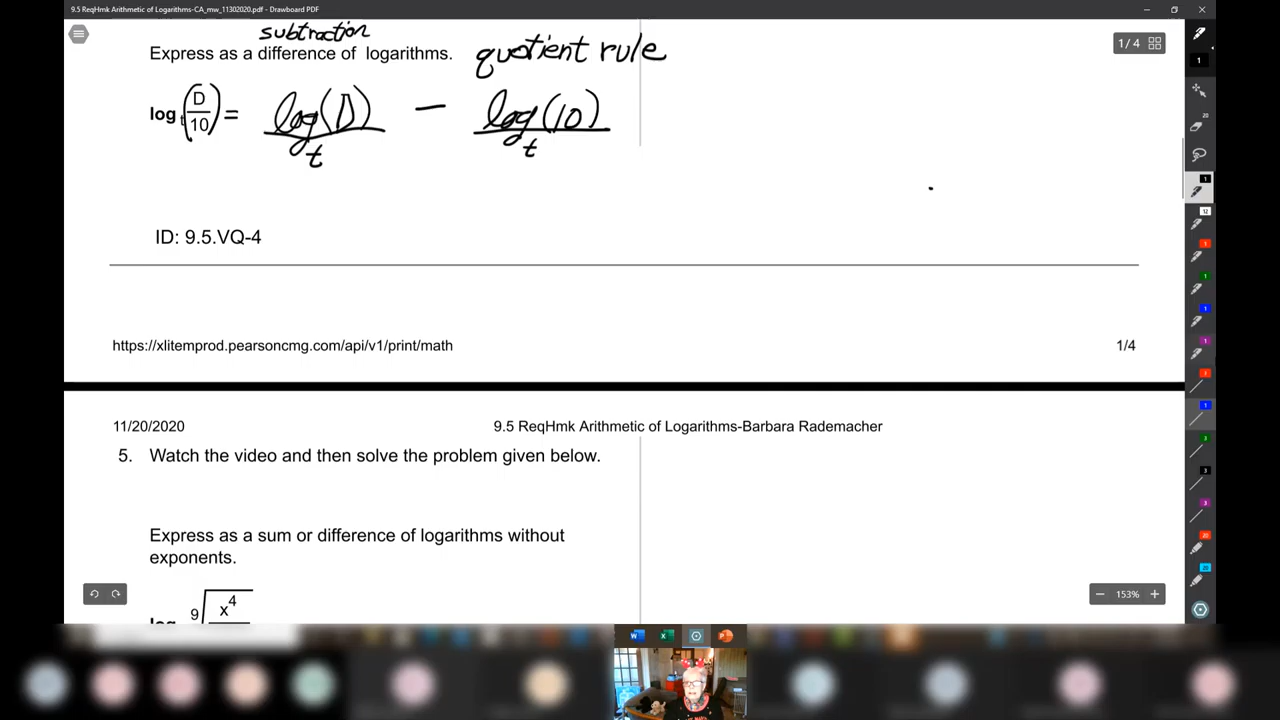 9.5 ReqHmk Arithmetic of Logarithms-CA_mw_11302020.pdf - Drawboard PDF
subtraction
Express as a difference of logarithms. quotient rule
1/4
log t (D/10) = log(D) − log(10)
t t
ID: 9.5.VQ-4
https://xlitemprod.pearsoncmg.com/api/v1/print/math 1/4
11/20/2020 9.5 ReqHmk Arithmetic of Logarithms-Barbara Rademacher
5. Watch the video and then solve the problem given below.
Express as a sum or difference of logarithms without
exponents.
9√x^4
153%